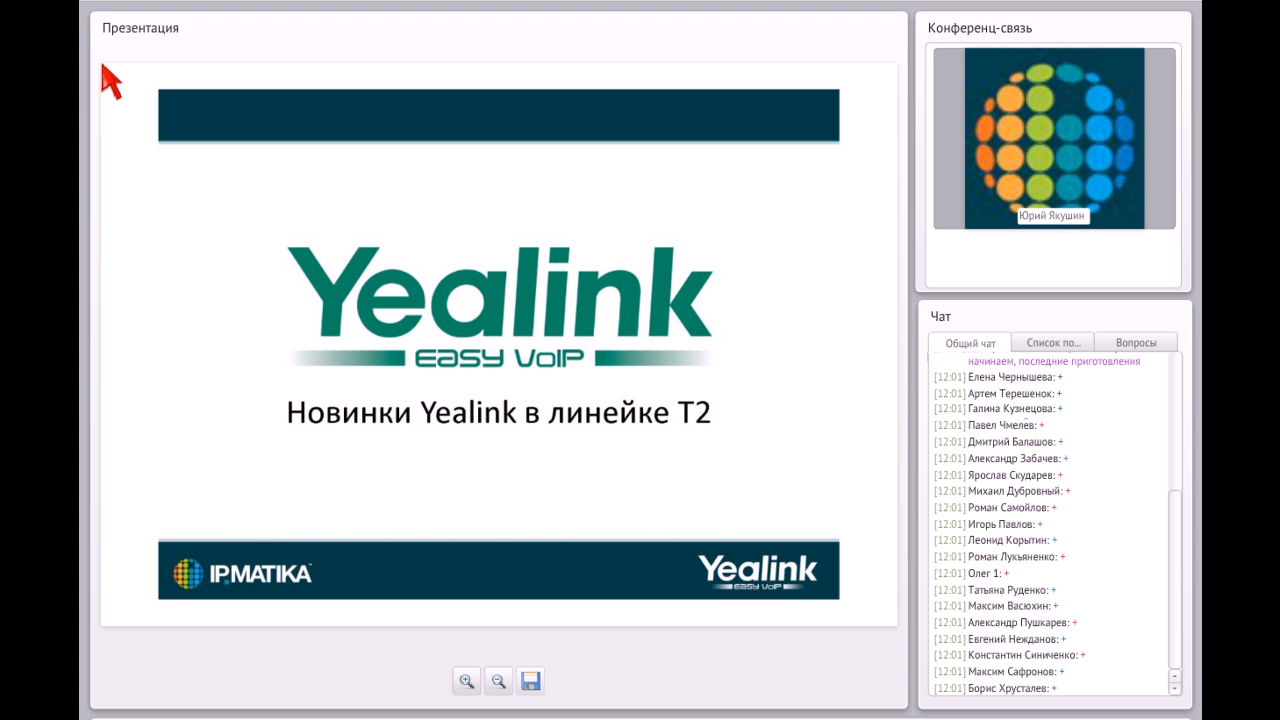 Презентация
Yealink
EASY VOIP
Новинки Yealink в линейке T2
IPMATIKA
Yealink
EASY VOIP
Конференц-связь
Юрий Якушин
Чат
Общий чат
Список по...
Вопросы
начинаем, последние приготовления
[12:01] Елена Чернышева: +
[12:01] Артем Терешенок: +
[12:01] Галина Кузнецова: +
[12:01] Павел Чмелёв: +
[12:01] Дмитрий Балашов: +
[12:01] Александр Забачев: +
[12:01] Ярослав Скударев: +
[12:01] Михаил Дубровный: +
[12:01] Роман Самойлов: +
[12:01] Игорь Павлов: +
[12:01] Леонид Корытин: +
[12:01] Роман Лукьяненко: +
[12:01] Олег 1: +
[12:01] Татьяна Руденко: +
[12:01] Максим Васюхин: +
[12:01] Александр Пушкарев: +
[12:01] Евгений Нежданов: +
[12:01] Константин Синиченко: +
[12:01] Максим Сафронов: +
[12:01] Борис Хрусталев: +